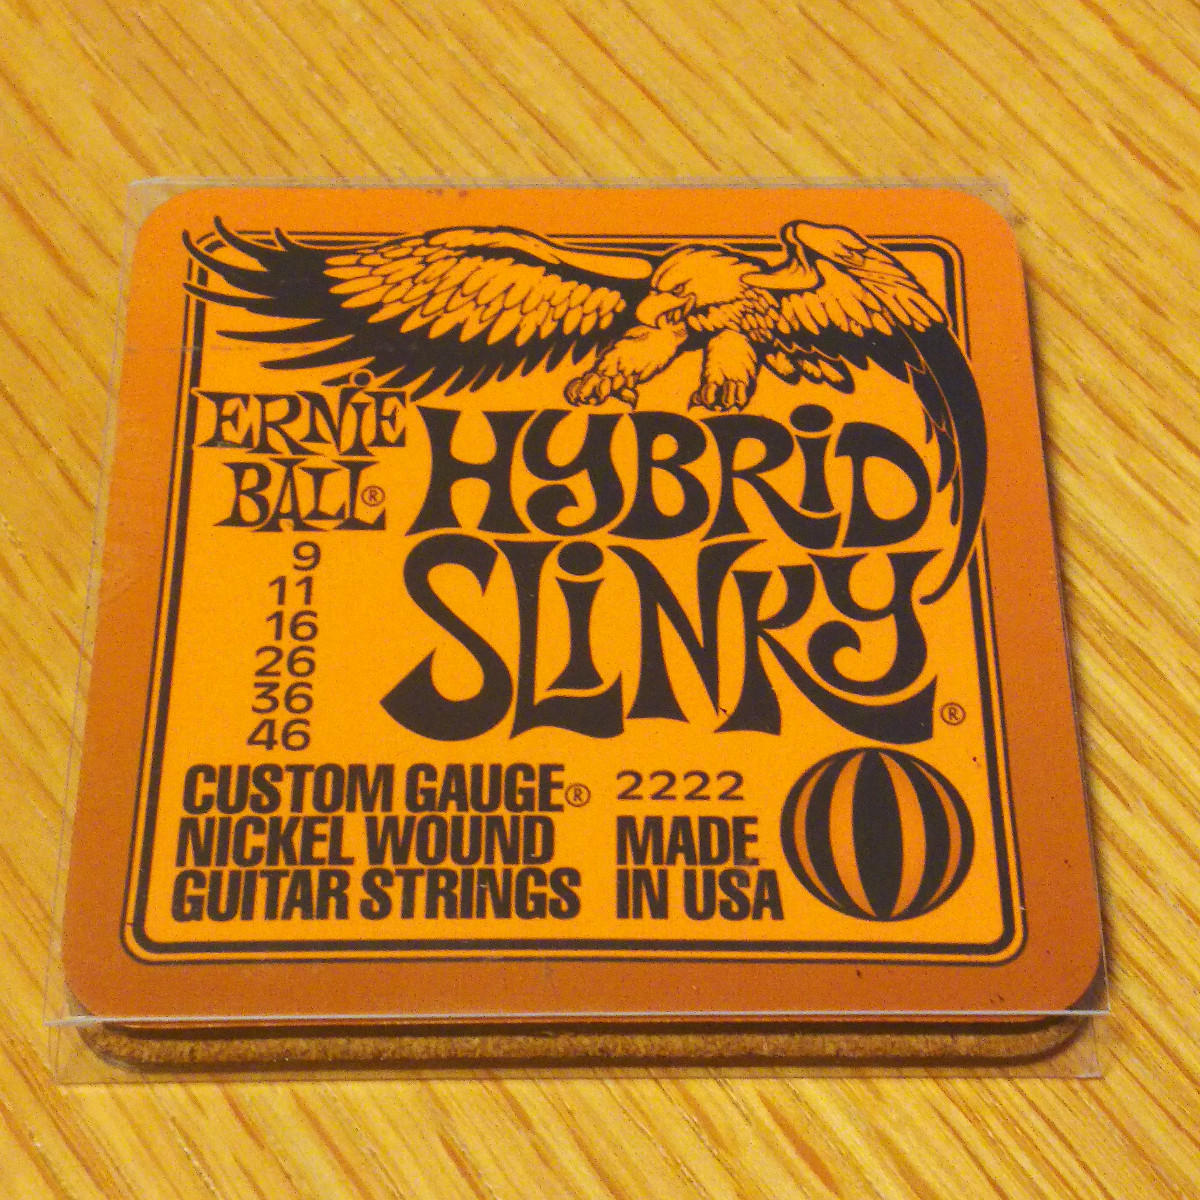 ERNiE
BALL®
HYBRiD
SLiNKY®
9
11
16
26
36
46
CUSTOM GAUGE®
NICKEL WOUND
GUITAR STRINGS
2222
MADE
IN USA